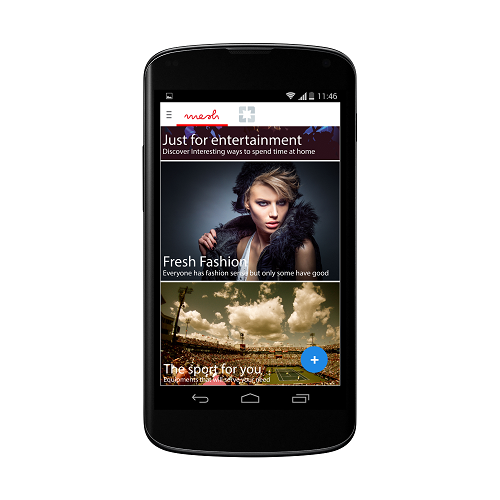 11:46
mesh
Just for entertainment
Discover Interesting ways to spend time at home
Fresh Fashion
Everyone has fashion sense but only some have good
The sport for you
Equipments that will serve your need
+